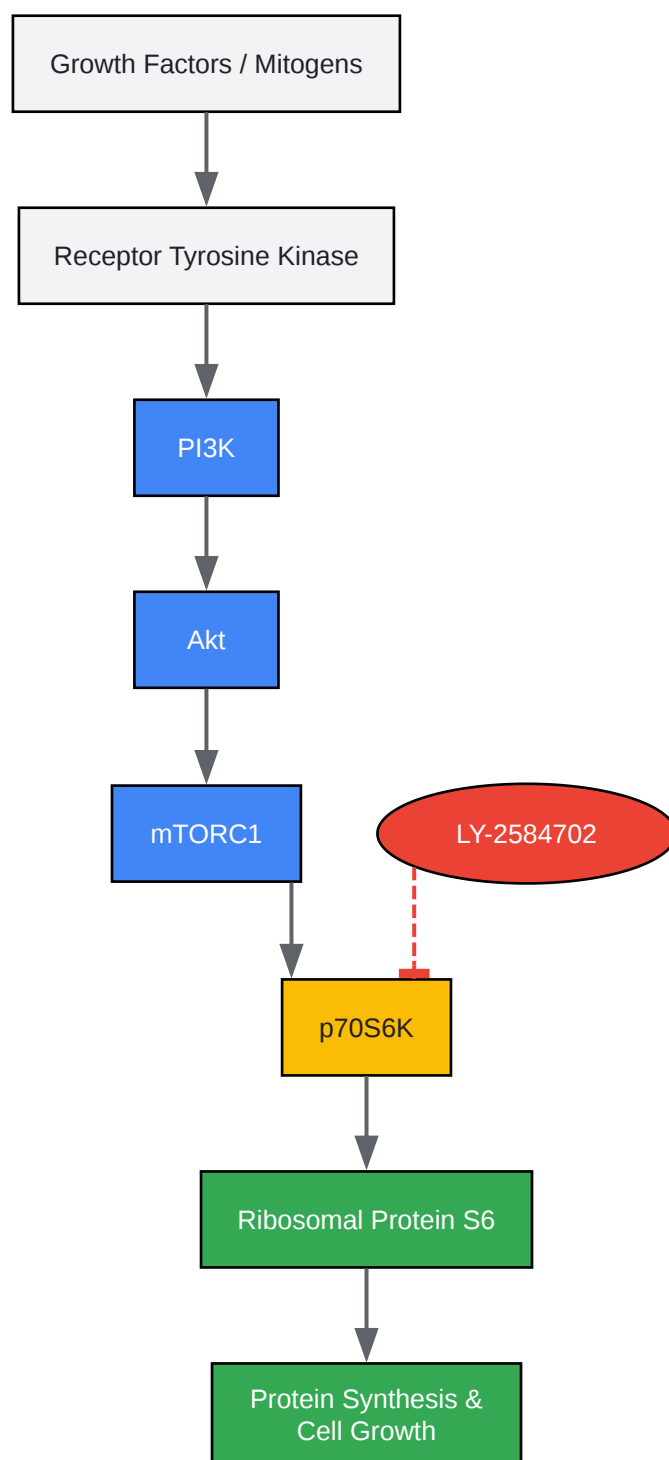 Growth Factors / Mitogens
Receptor Tyrosine Kinase
PI3K
Akt
mTORC1
LY-2584702
p70S6K
Ribosomal Protein S6
Protein Synthesis &
Cell Growth